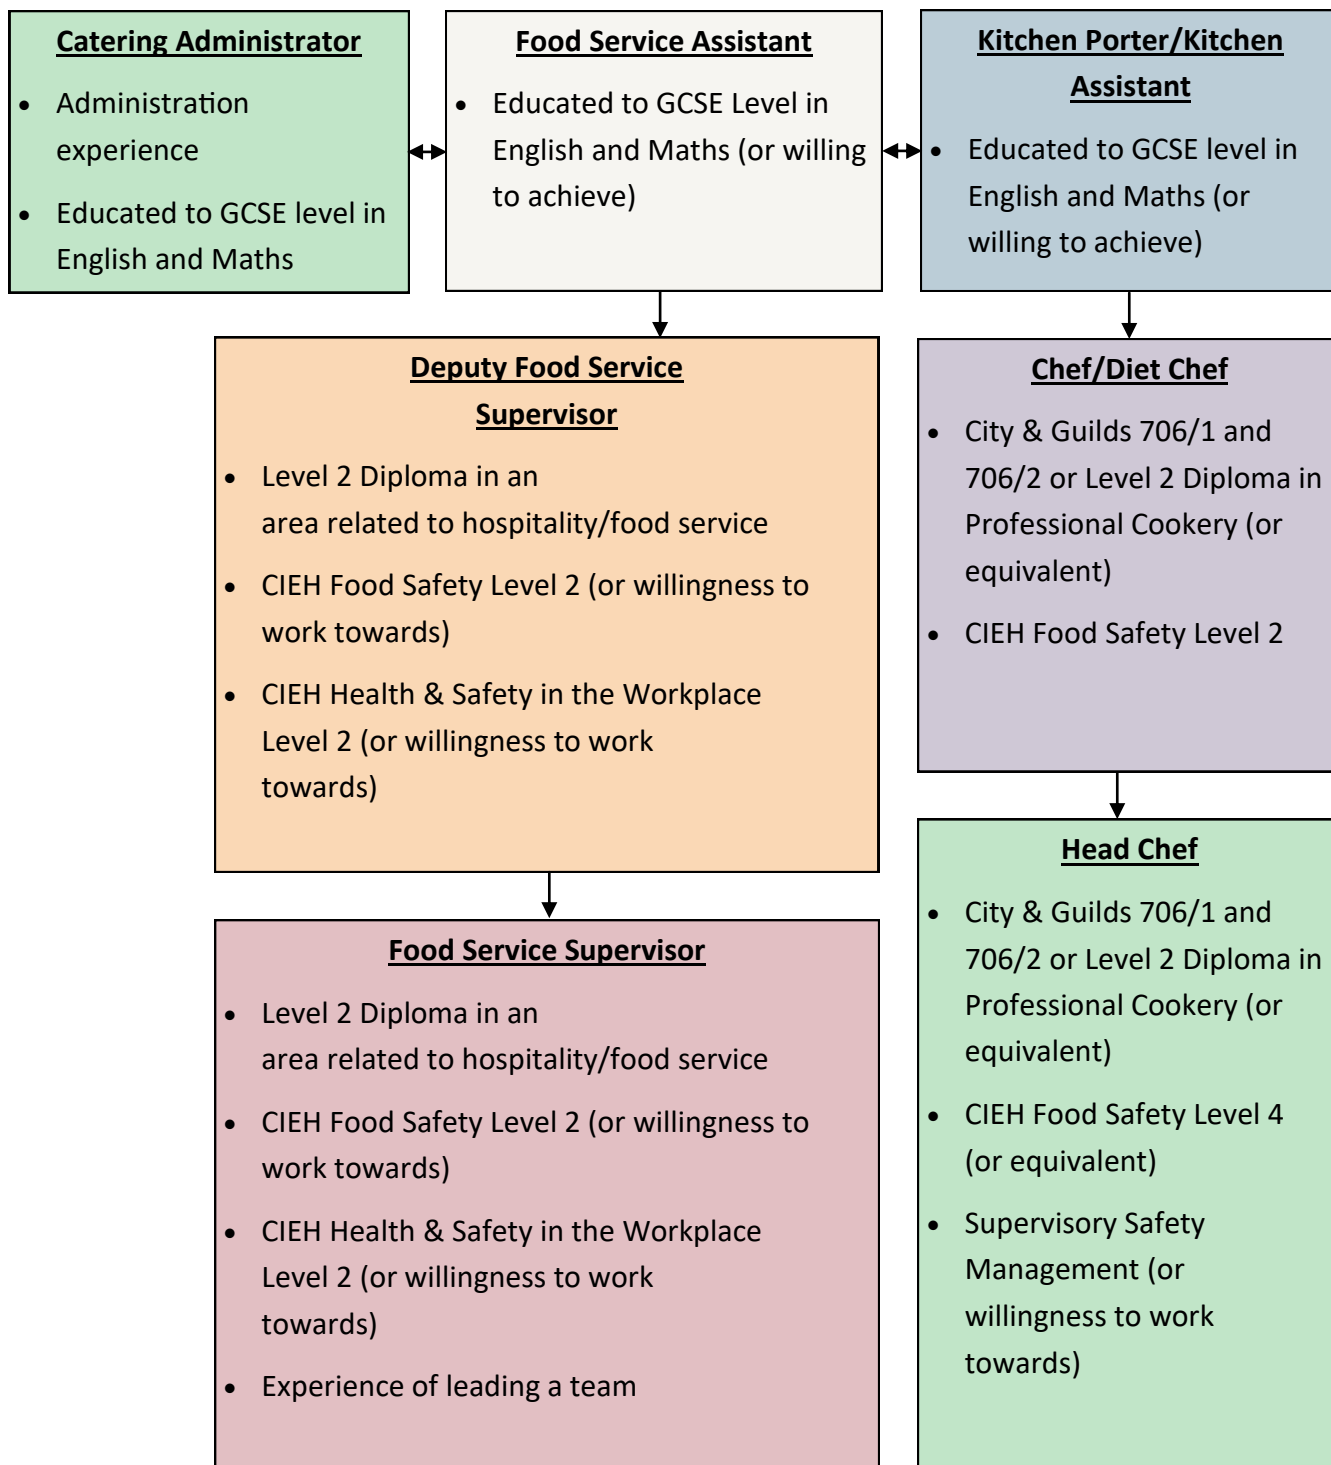 Catering Administrator
• Administration
experience
• Educated to GCSE level in
English and Maths
Food Service Assistant
• Educated to GCSE Level in
English and Maths (or willing
to achieve)
Kitchen Porter/Kitchen
Assistant
• Educated to GCSE level in
English and Maths (or
willing to achieve)
Deputy Food Service
Supervisor
• Level 2 Diploma in an
area related to hospitality/food service
• CIEH Food Safety Level 2 (or willingness to
work towards)
• CIEH Health & Safety in the Workplace
Level 2 (or willingness to work
towards)
Chef/Diet Chef
• City & Guilds 706/1 and
706/2 or Level 2 Diploma in
Professional Cookery (or
equivalent)
• CIEH Food Safety Level 2
Food Service Supervisor
• Level 2 Diploma in an
area related to hospitality/food service
• CIEH Food Safety Level 2 (or willingness to
work towards)
• CIEH Health & Safety in the Workplace
Level 2 (or willingness to work
towards)
• Experience of leading a team
Head Chef
• City & Guilds 706/1 and
706/2 or Level 2 Diploma in
Professional Cookery (or
equivalent)
• CIEH Food Safety Level 4
(or equivalent)
• Supervisory Safety
Management (or
willingness to work
towards)